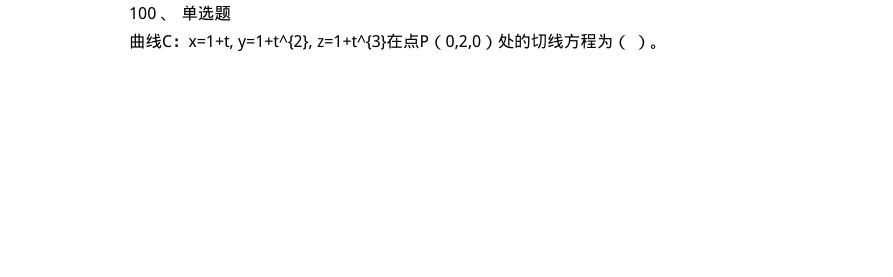 100 、 单选题
曲线C：x=1+t, y=1+t^{2}, z=1+t^{3}在点P（0,2,0）处的切线方程为（ ）。